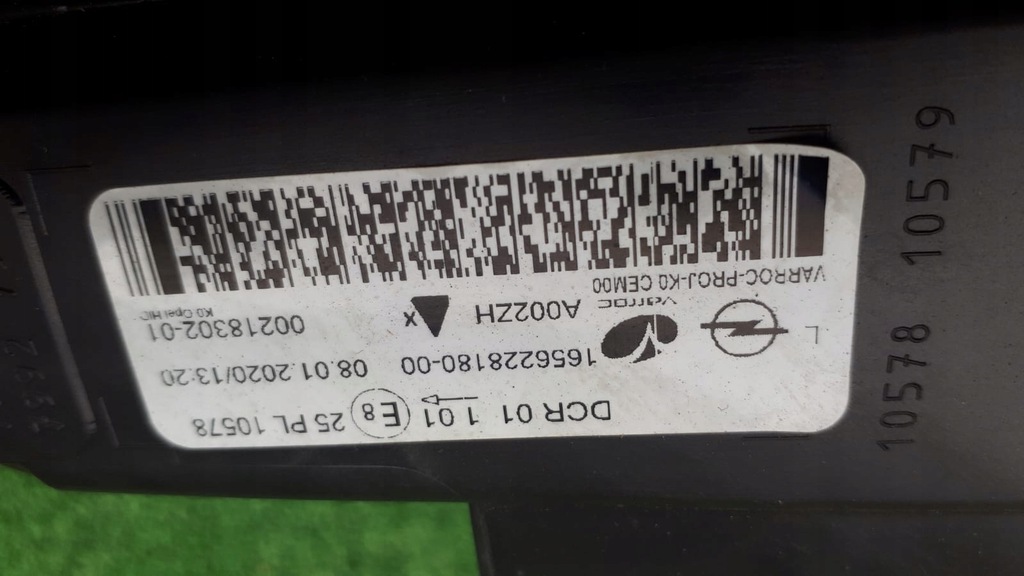 DCR 01 1.01 E8 25 PL 10578
1656228180-00 08.01.2020/13:20
L Varroc A002ZH X 00218302-01
VARROC-PROJ-K0 CEM00 K0 Opel
10578 10579